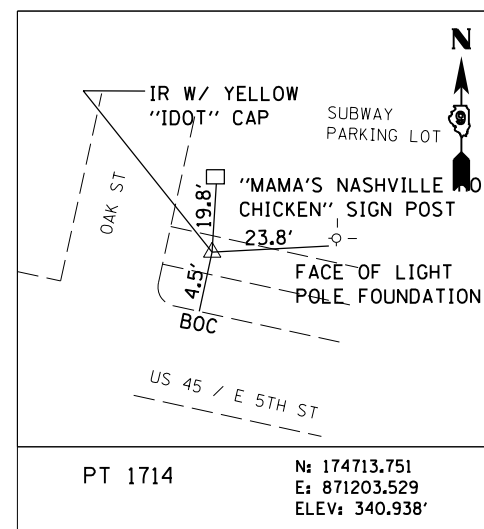 N
IR W/ YELLOW
"IDOT" CAP
SUBWAY
PARKING LOT
OAK ST
19.8'
"MAMA'S NASHVILLE
CHICKEN" SIGN POST
23.8'
4.5'
FACE OF LIGHT
POLE FOUNDATION
BOC
US 45 / E 5TH ST
PT 1714
N: 174713.751
E: 871203.529
ELEV: 340.938'